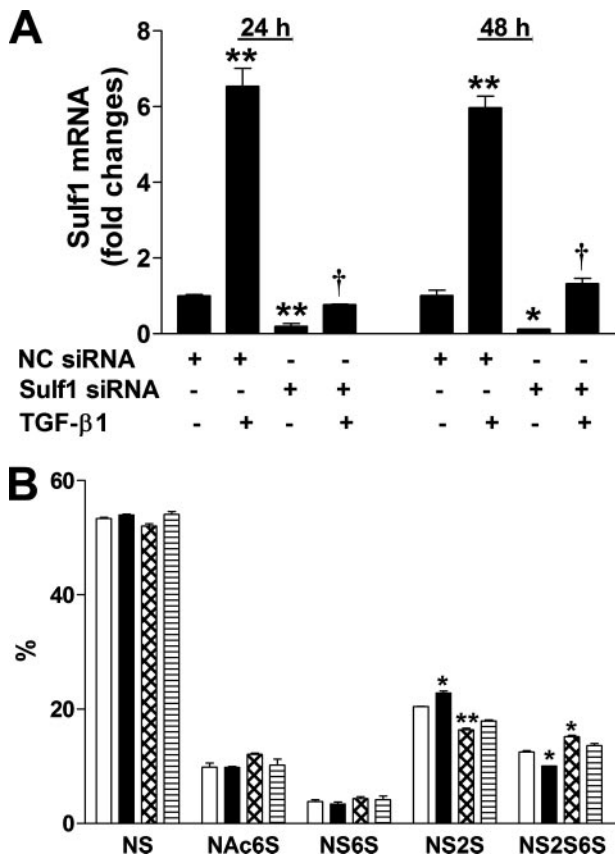 A
24 h
48 h
8
6
4
2
0
Sulf1 mRNA
(fold changes)
** ** † ** * †
NC siRNA + + - - + + - -
Sulf1 siRNA - - + + - - + +
TGF-β1 - + - + - + - +
B
60
40
20
0
%
* ** * *
NS NAc6S NS6S NS2S NS2S6S